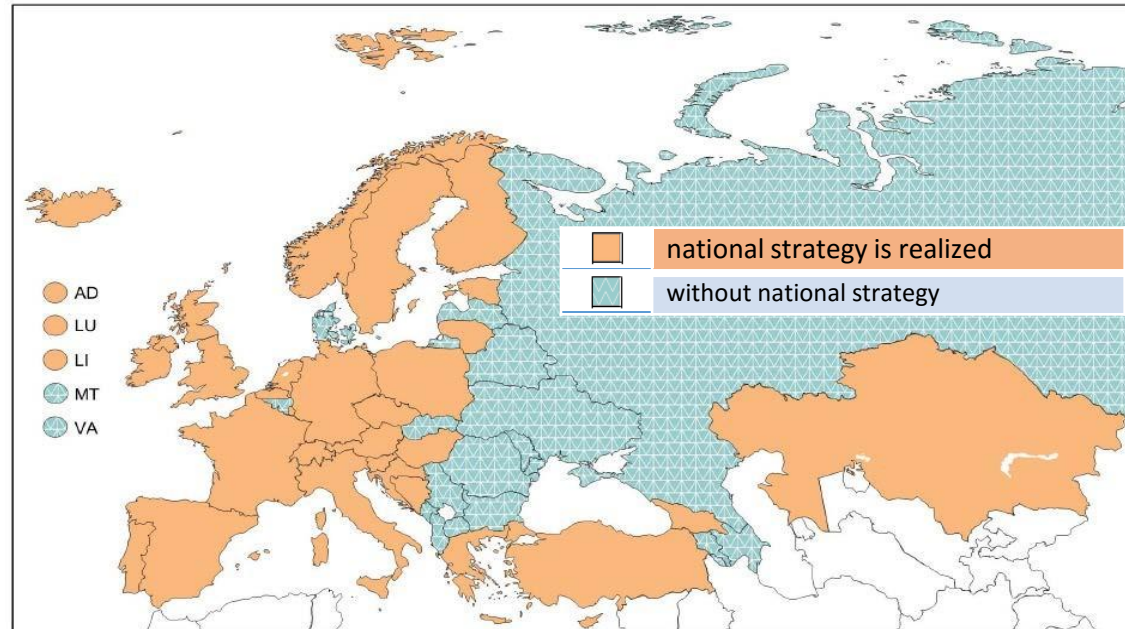 national strategy is realized
without national strategy
AD
LU
LI
MT
VA